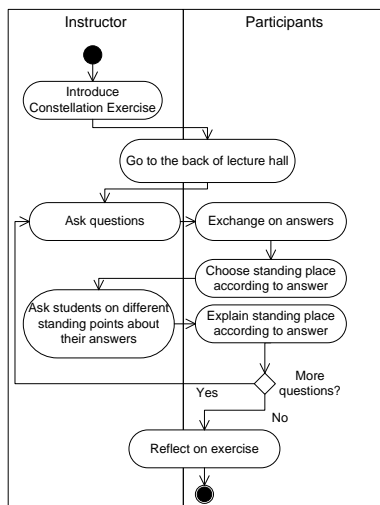 Instructor
Participants
Introduce
Constellation Exercise
Go to the back of lecture hall
Ask questions
Exchange on answers
Choose standing place
according to answer
Ask students on different
standing points about
their answers
Explain standing place
according to answer
More
questions?
Yes
No
Reflect on exercise